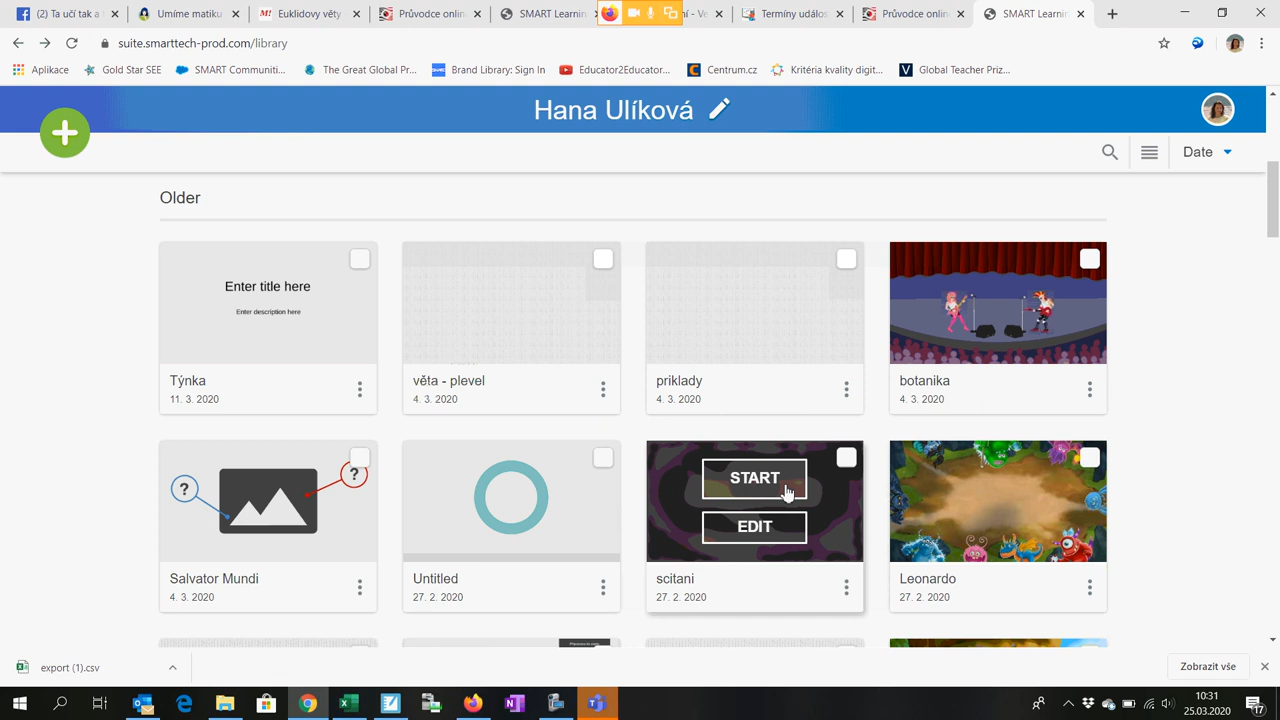 (2) Ta učí tak a
Umíme matiku
Euklidovy vět
Průvodce onlin
SMART Learnin
ní - Ve
Termíny událos
Průvodce onlin
SMART Learnin
suite.smarttech-prod.com/library
Aplikace
Gold Star SEE
SMART Communiti...
The Great Global Pr...
Brand Library: Sign In
Educator2Educator...
Centrum.cz
Kritéria kvality digit...
Global Teacher Priz...
Hana Ulíková
Date
Older
Enter title here
Enter description here
START
EDIT
Týnka
11. 3. 2020
věta - plevel
4. 3. 2020
priklady
4. 3. 2020
botanika
4. 3. 2020
?
?
Salvator Mundi
4. 3. 2020
Untitled
27. 2. 2020
scitani
27. 2. 2020
Leonardo
27. 2. 2020
export (1).csv
Zobrazit vše
10:31
25.03.2020
17